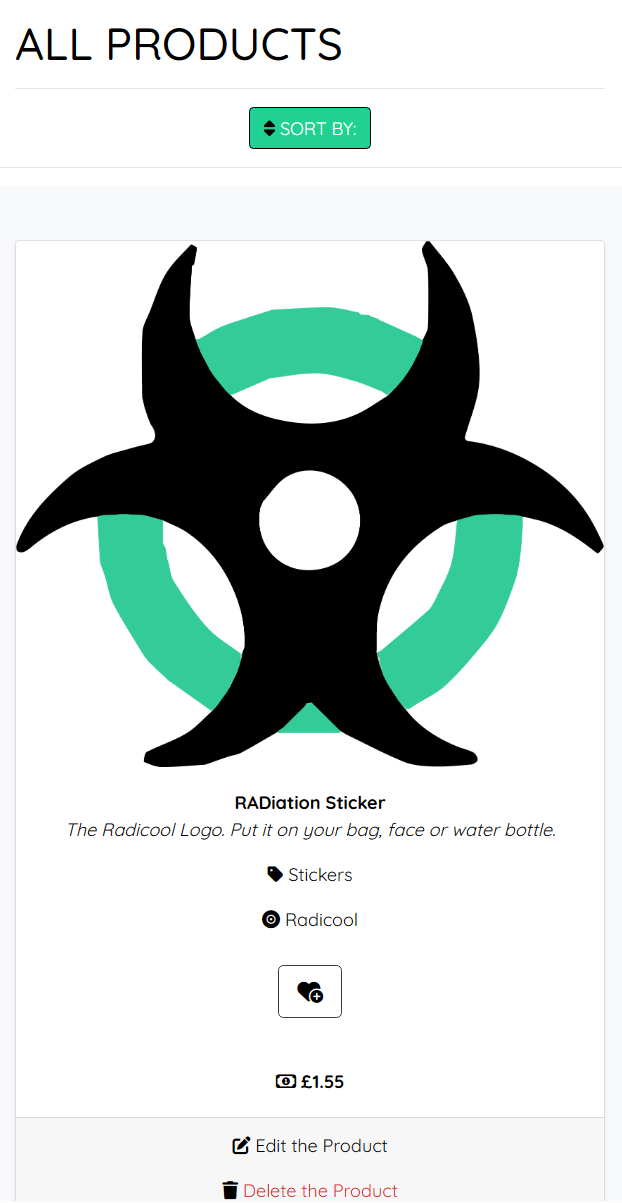 ALL PRODUCTS
SORT BY:
RADiation Sticker
The Radicool Logo. Put it on your bag, face or water bottle.
Stickers
Radicool
£1.55
Edit the Product
Delete the Product